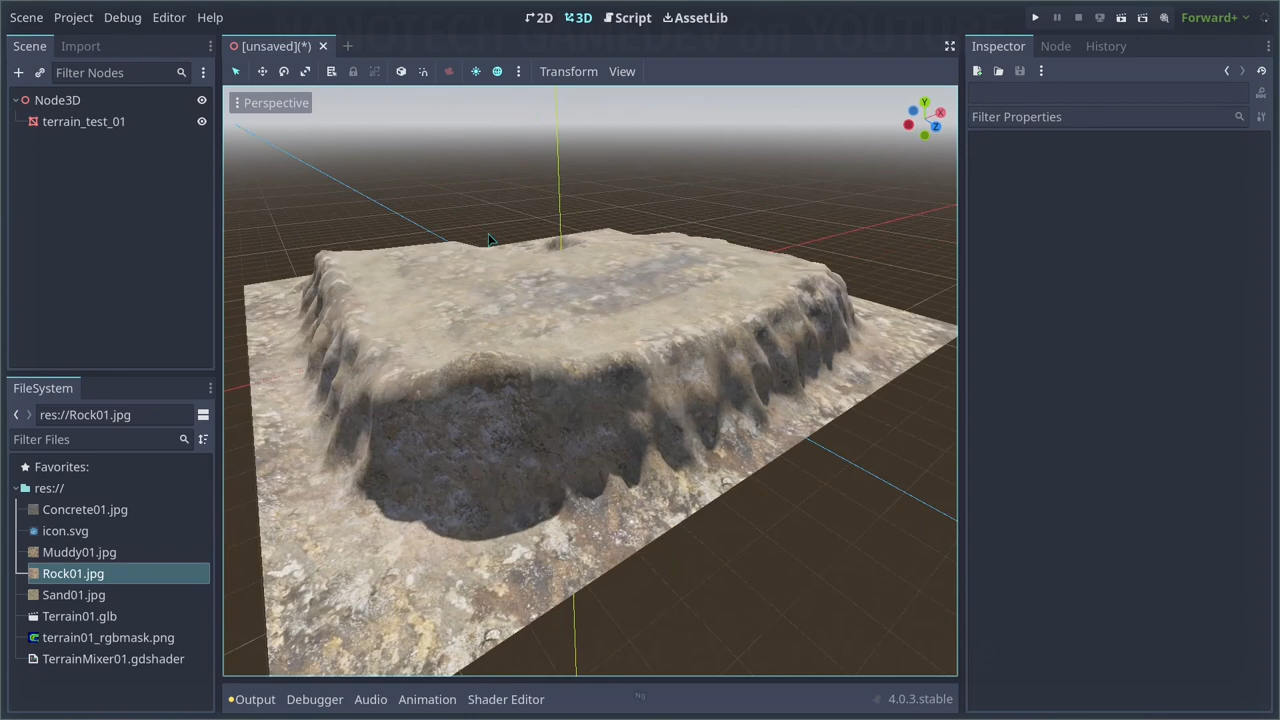 Scene Project Debug Editor Help
2D 3D Script AssetLib
Forward+
Scene Import
[unsaved](*)
Inspector Node History
Filter Nodes
Transform View
Node3D
Perspective
Y
X
Z
Filter Properties
terrain_test_01
FileSystem
res://Rock01.jpg
Filter Files
Favorites:
res://
Concrete01.jpg
icon.svg
Muddy01.jpg
Rock01.jpg
Sand01.jpg
Terrain01.glb
terrain01_rgbmask.png
TerrainMixer01.gdshader
Output Debugger Audio Animation Shader Editor
4.0.3.stable